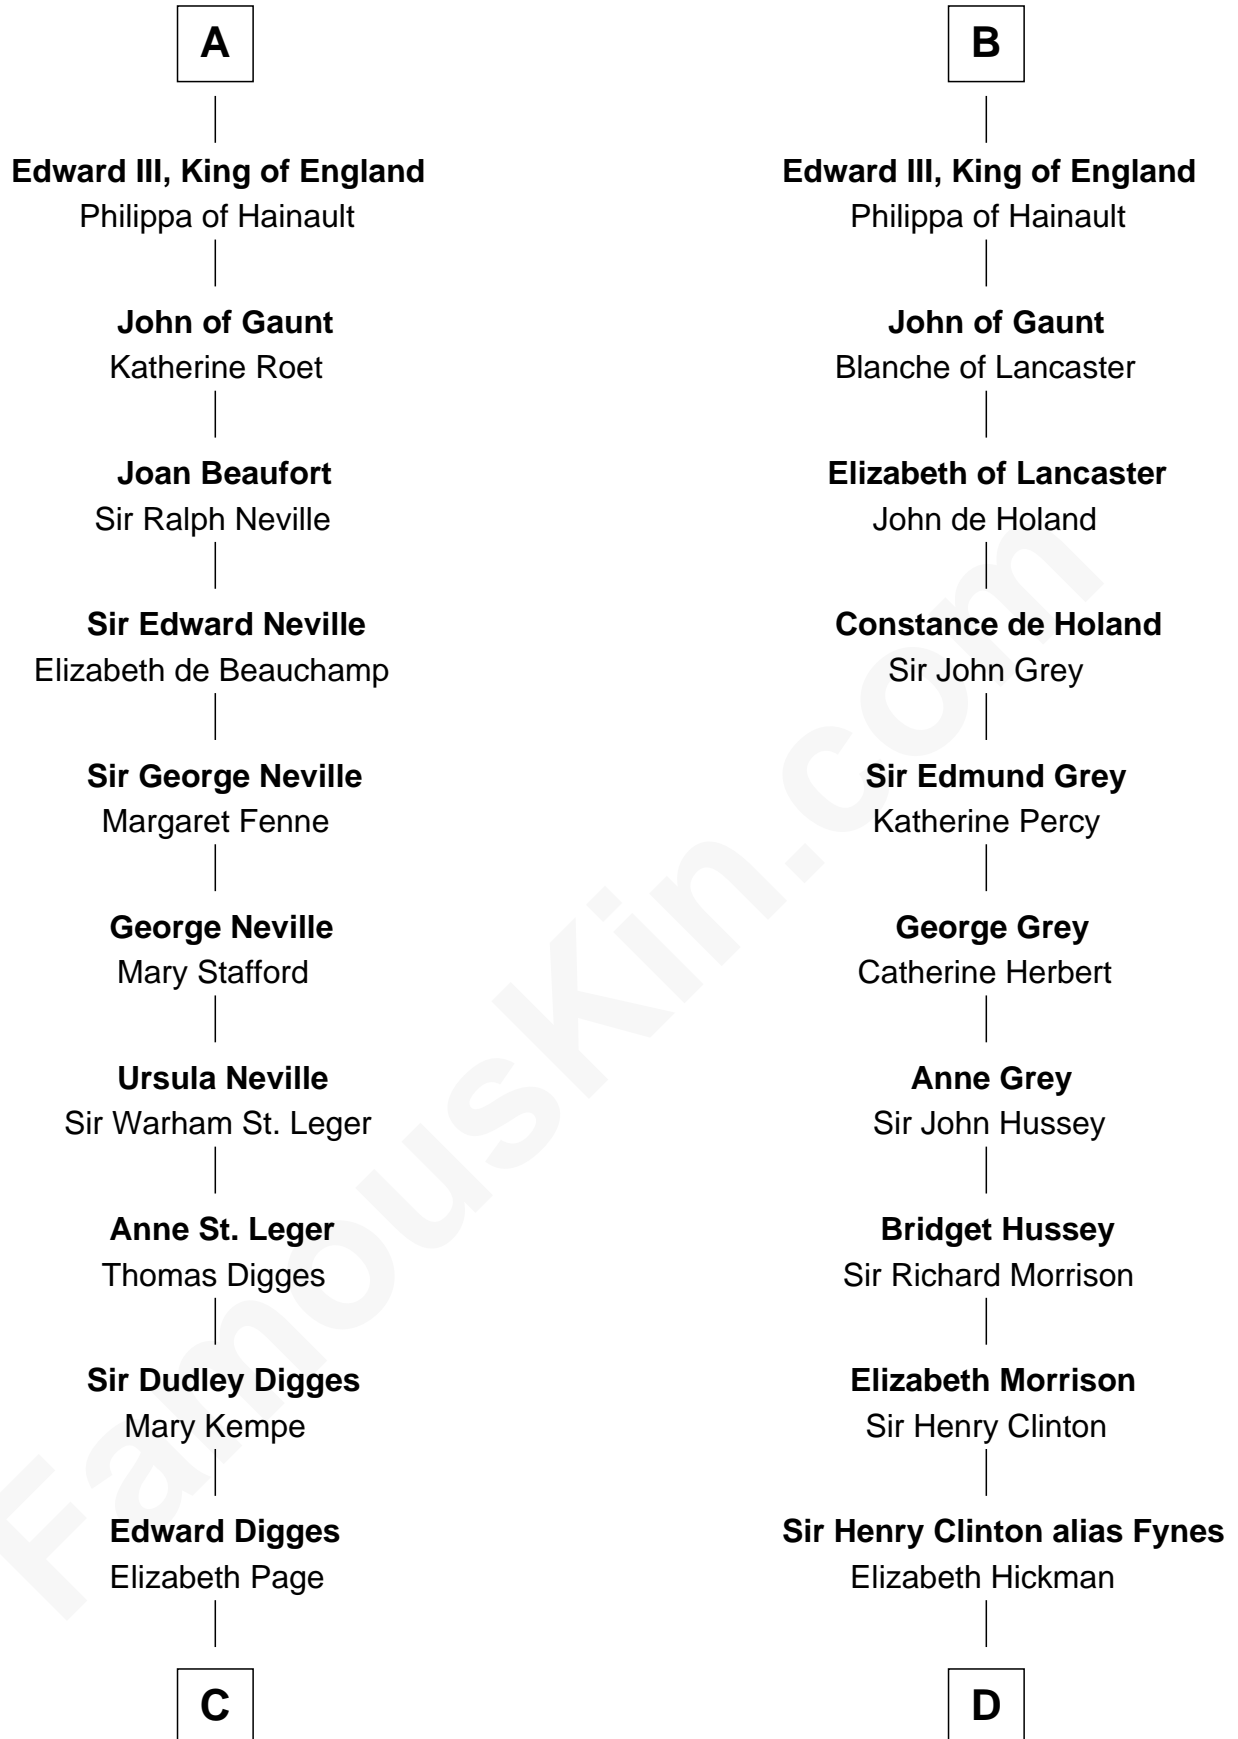 A
Edward III, King of England
Philippa of Hainault
John of Gaunt
Katherine Roet
Joan Beaufort
Sir Ralph Neville
Sir Edward Neville
Elizabeth de Beauchamp
Sir George Neville
Margaret Fenne
George Neville
Mary Stafford
Ursula Neville
Sir Warham St. Leger
Anne St. Leger
Thomas Digges
Sir Dudley Digges
Mary Kempe
Edward Digges
Elizabeth Page
C
B
Edward III, King of England
Philippa of Hainault
John of Gaunt
Blanche of Lancaster
Elizabeth of Lancaster
John de Holand
Constance de Holand
Sir John Grey
Sir Edmund Grey
Katherine Percy
George Grey
Catherine Herbert
Anne Grey
Sir John Hussey
Bridget Hussey
Sir Richard Morrison
Elizabeth Morrison
Sir Henry Clinton
Sir Henry Clinton alias Fynes
Elizabeth Hickman
D
FamousKin.com